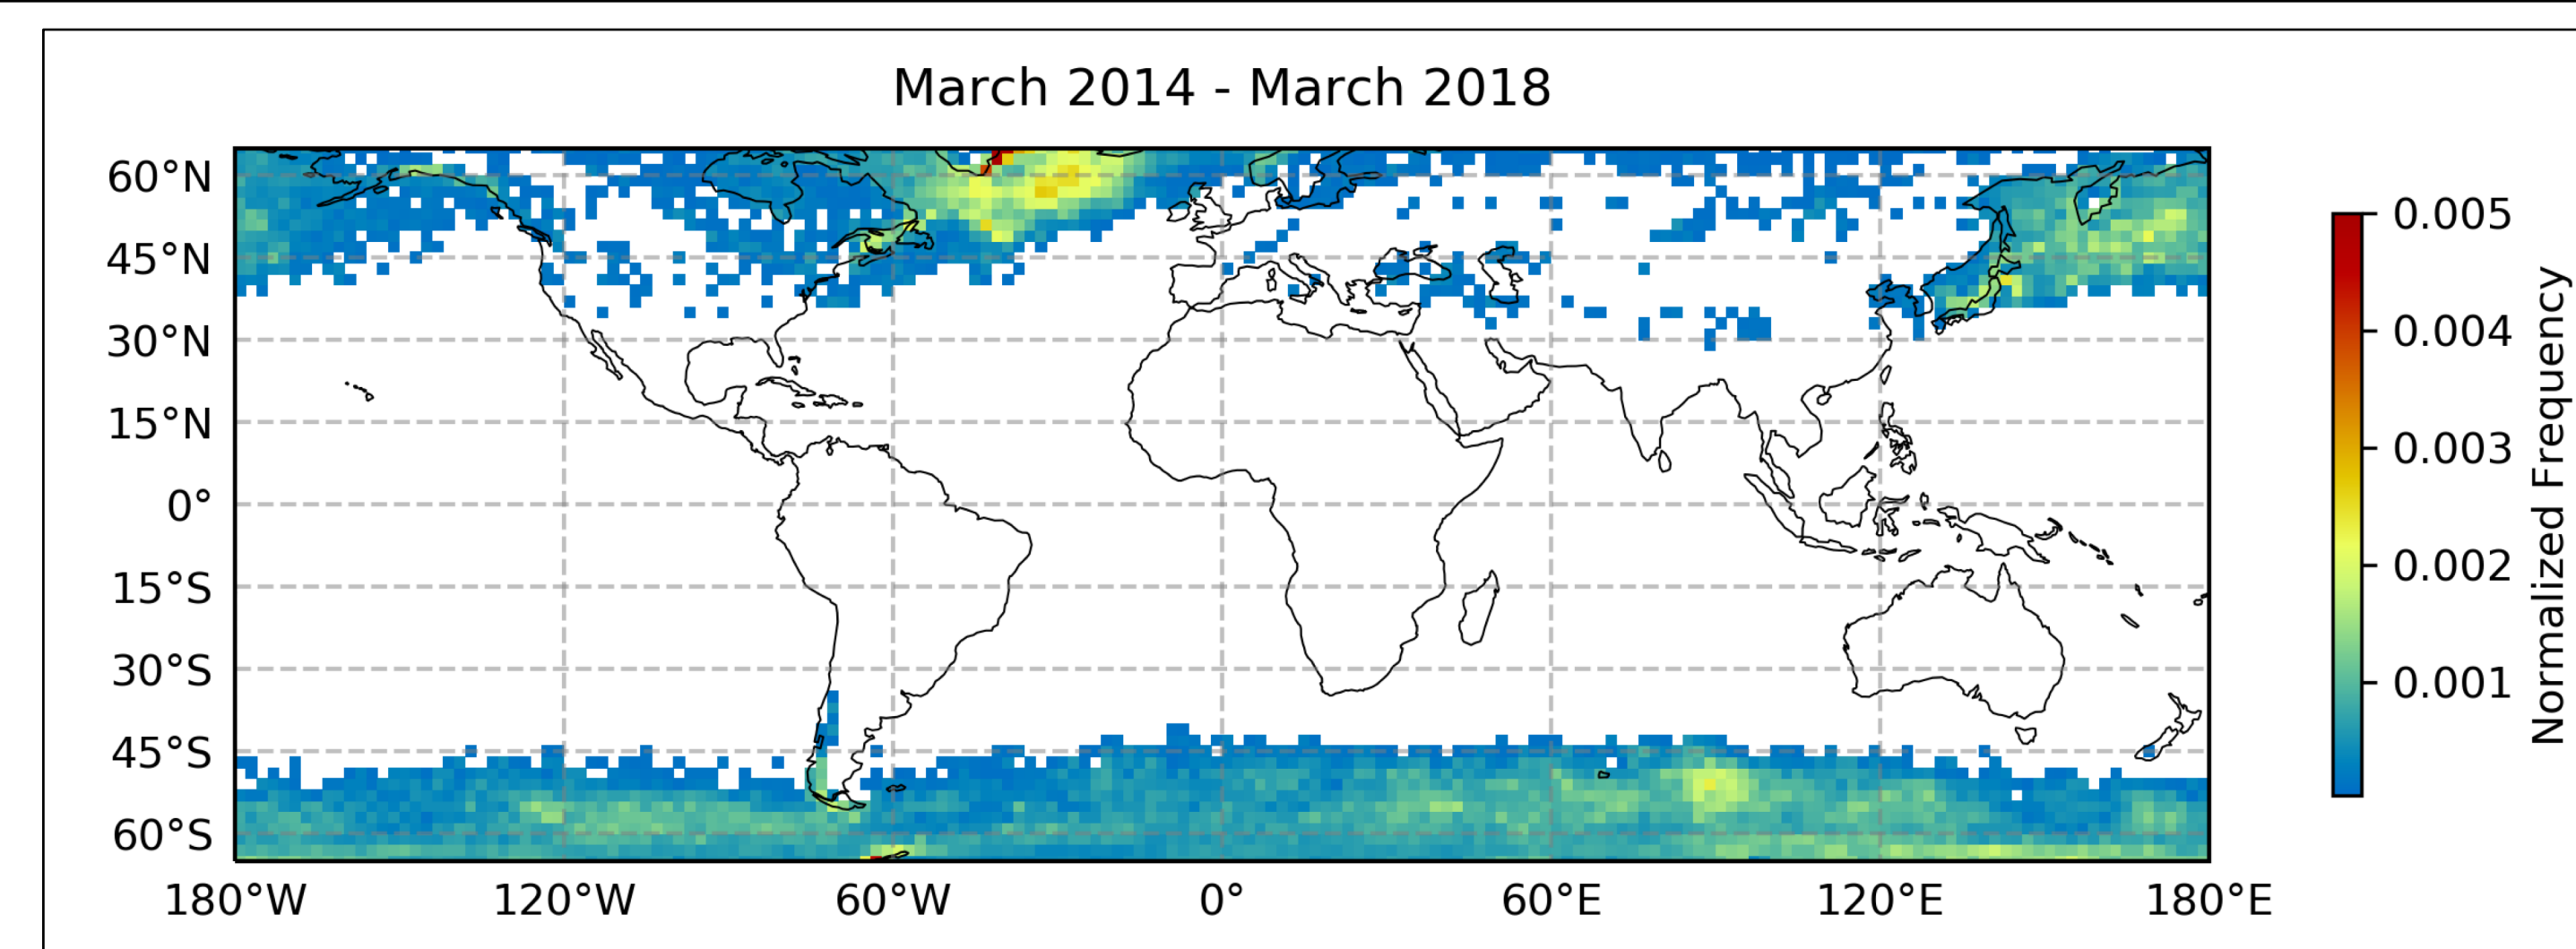 March 2014 - March 2018
60°N
45°N
30°N
15°N
0°
15°S
30°S
45°S
60°S
180°W 120°W 60°W 0° 60°E 120°E 180°E
0.005
0.004
0.003
0.002
0.001
Normalized Frequency